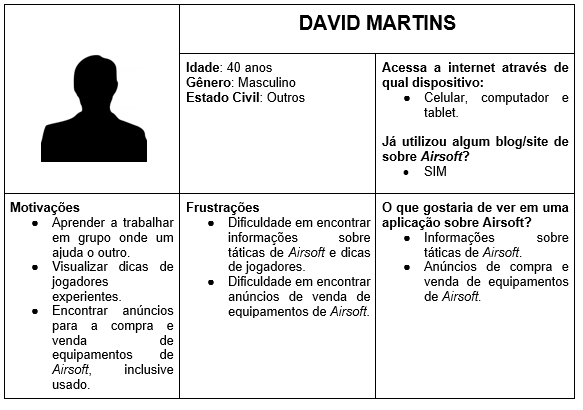 DAVID MARTINS
Idade: 40 anos
Gênero: Masculino
Estado Civil: Outros
Acessa a internet através de
qual dispositivo:
● Celular, computador e
tablet.
Já utilizou algum blog/site de
sobre Airsoft?
● SIM
Motivações
● Aprender a trabalhar
em grupo onde um
ajuda o outro.
● Visualizar dicas de
jogadores
experientes.
● Encontrar anúncios
para a compra e
venda de
equipamentos de
Airsoft, inclusive
usado.
Frustrações
● Dificuldade em encontrar
informações sobre
táticas de Airsoft e dicas
de jogadores.
● Dificuldade em encontrar
anúncios de venda de
equipamentos de Airsoft.
O que gostaria de ver em uma
aplicação sobre Airsoft?
● Informações sobre
táticas de Airsoft.
● Anúncios de compra e
venda de equipamentos
de Airsoft.